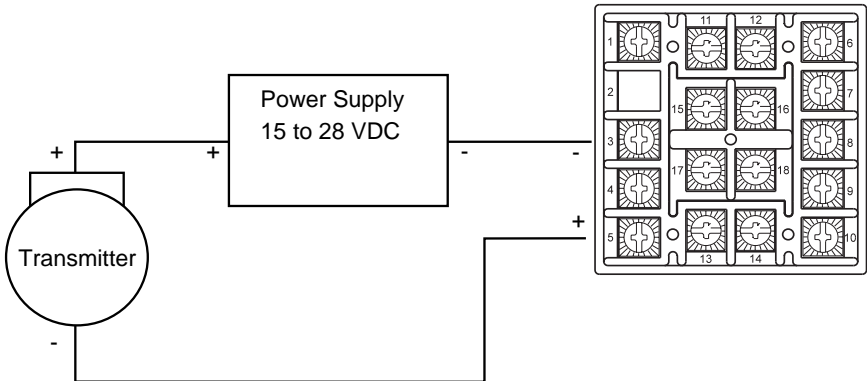 11 12
1 6
Power Supply
15 to 28 VDC
2 7
15 16
+ + - - 3 8
17 18
4 9
Transmitter
+ 5 10
13 14
-